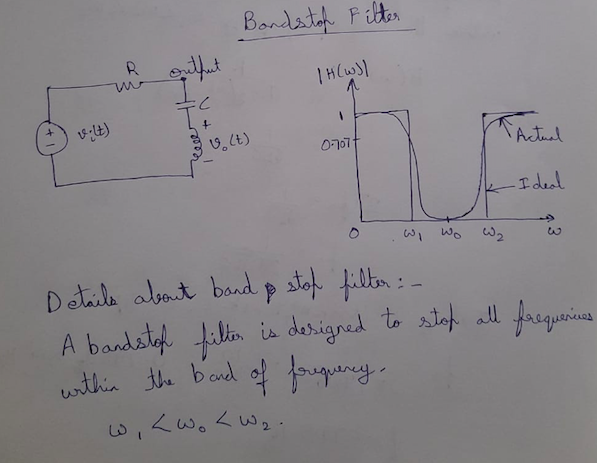 Bandstop Filter
R
output
C
+
vi(t)
+
-
vo(t)
-
|H(ω)|
1
0.707
Actual
Ideal
0
ω1
ω0
ω2
ω
Details about band stop filter :-
A bandstop filter is designed to stop all frequencies
within the band of frequency.
ω1 < ω0 < ω2.